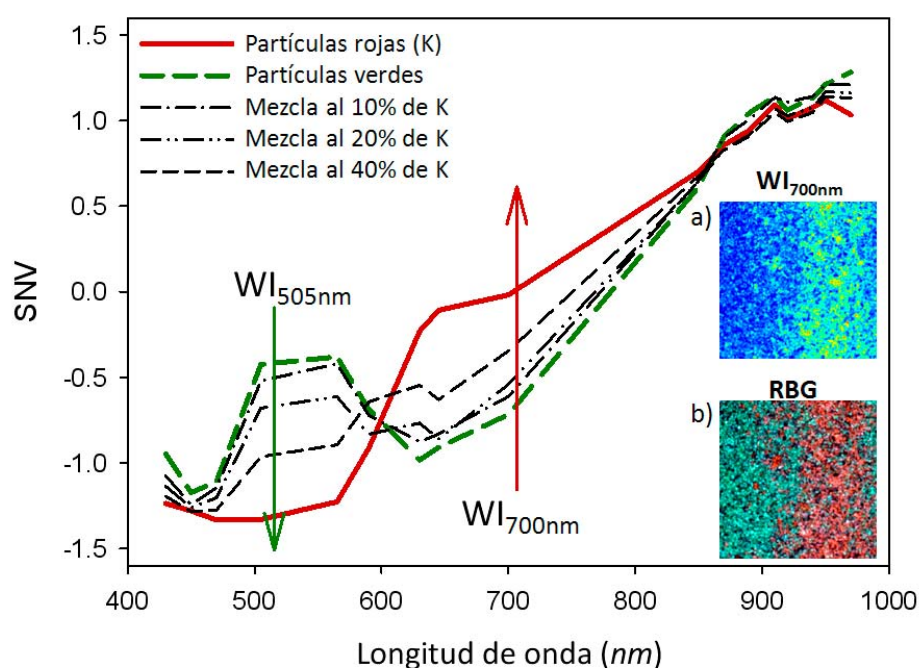 Partículas rojas (K)
Partículas verdes
Mezcla al 10% de K
Mezcla al 20% de K
Mezcla al 40% de K
1.5
1.0
0.5
0.0
-0.5
-1.0
-1.5
SNV
WI505nm
WI700nm
WI700nm
a)
RBG
b)
400 500 600 700 800 900 1000
Longitud de onda (nm)